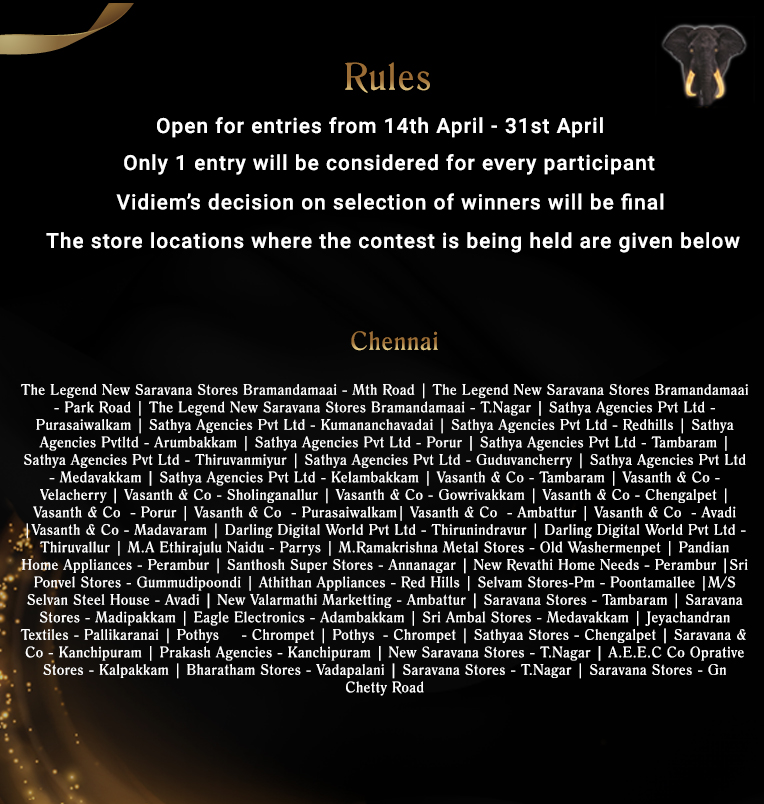 Rules
Open for entries from 14th April - 31st April
Only 1 entry will be considered for every participant
Vidiem’s decision on selection of winners will be final
The store locations where the contest is being held are given below
Chennai
The Legend New Saravana Stores Bramandamaai - Mth Road | The Legend New Saravana Stores Bramandamaai
- Park Road | The Legend New Saravana Stores Bramandamaai - T.Nagar | Sathya Agencies Pvt Ltd -
Purasaiwalkam | Sathya Agencies Pvt Ltd - Kumananchavadai | Sathya Agencies Pvt Ltd - Redhills | Sathya
Agencies Pvtltd - Arumbakkam | Sathya Agencies Pvt Ltd - Porur | Sathya Agencies Pvt Ltd - Tambaram |
Sathya Agencies Pvt Ltd - Thiruvanmiyur | Sathya Agencies Pvt Ltd - Guduvancherry | Sathya Agencies Pvt Ltd
- Medavakkam | Sathya Agencies Pvt Ltd - Kelambakkam | Vasanth & Co - Tambaram | Vasanth & Co -
Velacherry | Vasanth & Co - Sholinganallur | Vasanth & Co - Gowrivakkam | Vasanth & Co - Chengalpet |
Vasanth & Co - Porur | Vasanth & Co - Purasaiwalkam| Vasanth & Co - Ambattur | Vasanth & Co - Avadi
|Vasanth & Co - Madavaram | Darling Digital World Pvt Ltd - Thirunindravur | Darling Digital World Pvt Ltd -
Thiruvallur | M.A Ethirajulu Naidu - Parrys | M.Ramakrishna Metal Stores - Old Washermenpet | Pandian
Home Appliances - Perambur | Santhosh Super Stores - Annanagar | New Revathi Home Needs - Perambur |Sri
Ponvel Stores - Gummudipoondi | Athithan Appliances - Red Hills | Selvam Stores-Pm - Poontamallee |M/S
Selvan Steel House - Avadi | New Valarmathi Marketting - Ambattur | Saravana Stores - Tambaram | Saravana
Stores - Madipakkam | Eagle Electronics - Adambakkam | Sri Ambal Stores - Medavakkam | Jeyachandran
Textiles - Pallikaranai | Pothys - Chrompet | Pothys - Chrompet | Sathyaa Stores - Chengalpet | Saravana &
Co - Kanchipuram | Prakash Agencies - Kanchipuram | New Saravana Stores - T.Nagar | A.E.E.C Co Oprative
Stores - Kalpakkam | Bharatham Stores - Vadapalani | Saravana Stores - T.Nagar | Saravana Stores - Gn
Chetty Road